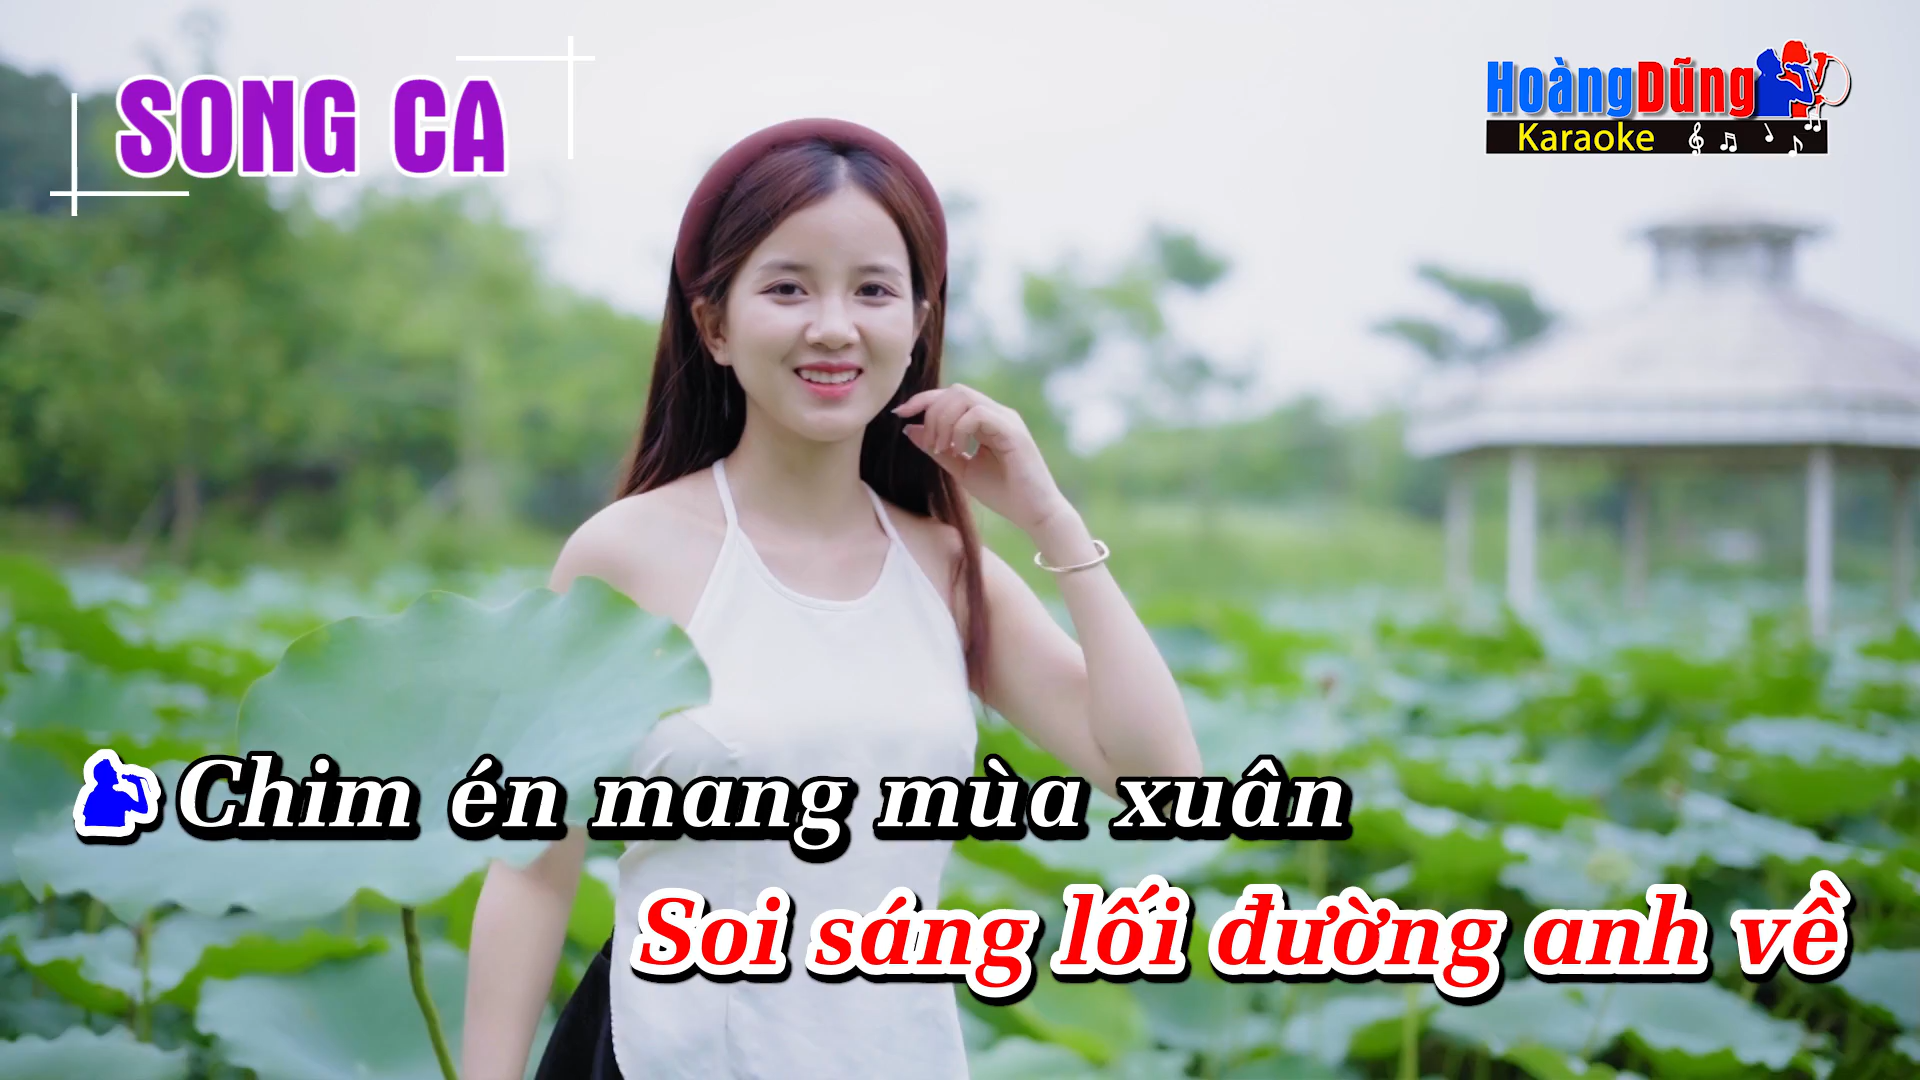 SONG CA
HoàngDũng
Karaoke
Chim én mang mùa xuân
Soi sáng lối đường anh về